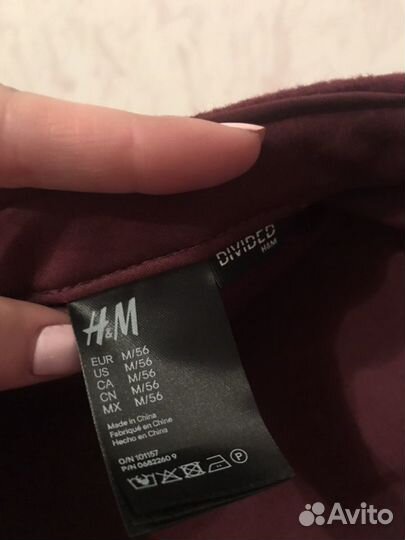 DIVIDED
H&M
H&M
EUR M/56
US M/56
CA M/56
CN M/56
MX M/56
Made in China
Fabriqué en Chine
Hecho en China
O/N 101157
P/N 0682260 9
P
Avito